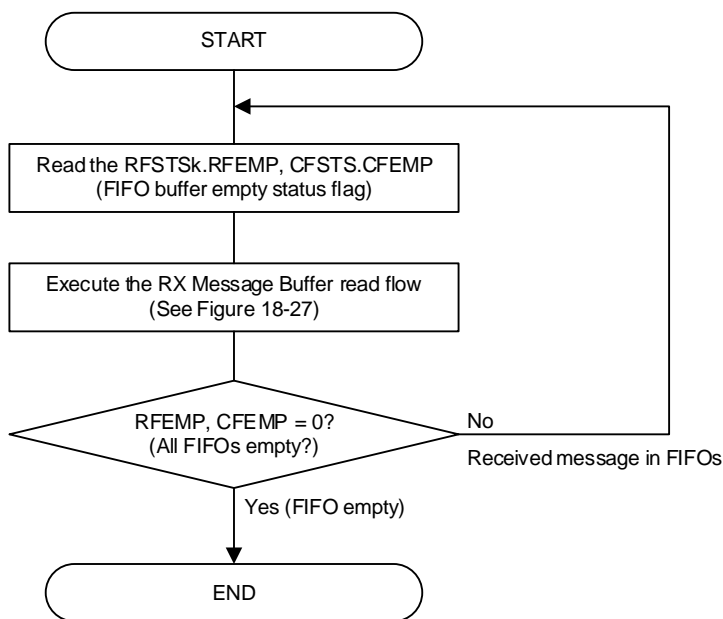 START
Read the RFSTSk.RFEMP, CFSTS.CFEMP
(FIFO buffer empty status flag)
Execute the RX Message Buffer read flow
(See Figure 18-27)
RFEMP, CFEMP = 0?
(All FIFOs empty?)
No
Received message in FIFOs
Yes (FIFO empty)
END